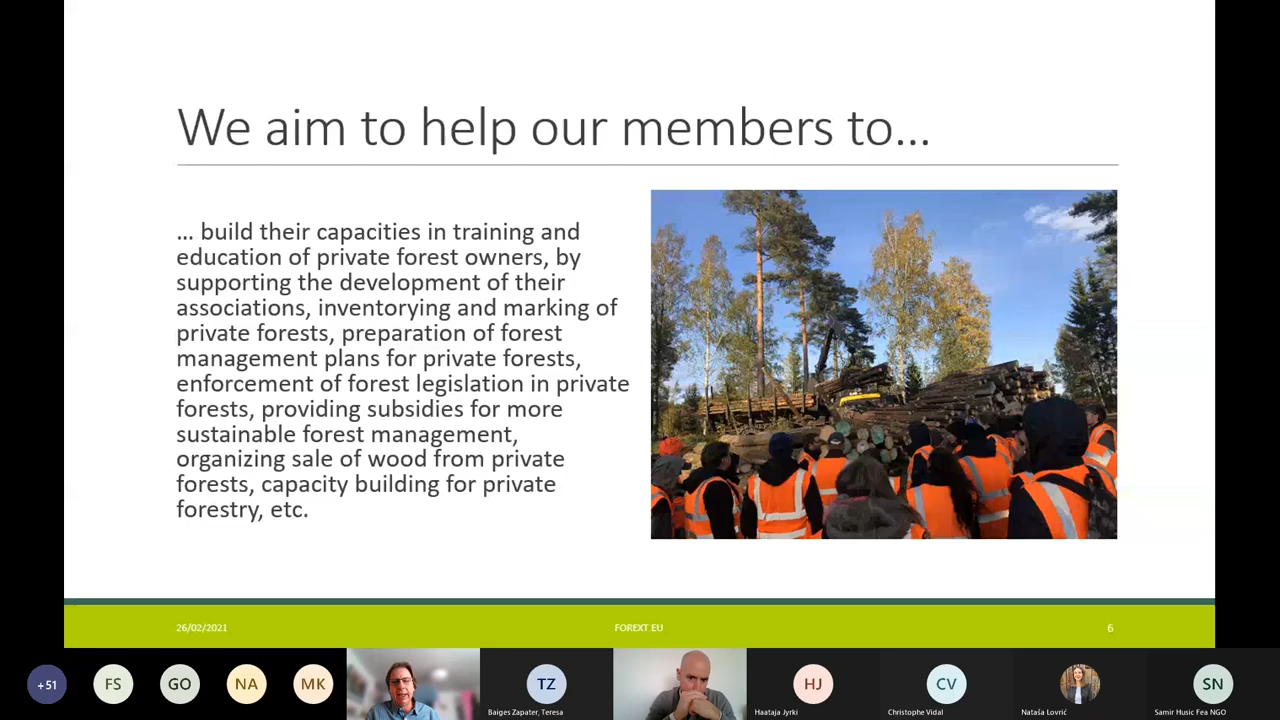 We aim to help our members to...
... build their capacities in training and
education of private forest owners, by
supporting the development of their
associations, inventorying and marking of
private forests, preparation of forest
management plans for private forests,
enforcement of forest legislation in private
forests, providing subsidies for more
sustainable forest management,
organizing sale of wood from private
forests, capacity building for private
forestry, etc.
26/02/2021 FOREXT.EU 6
+51 FS GO NA MK TZ HJ CV SN
Baiges Zapater, Teresa Haataja Jyrki Christophe Vidal Nataša Lovrić Samir Husic Fea NGO